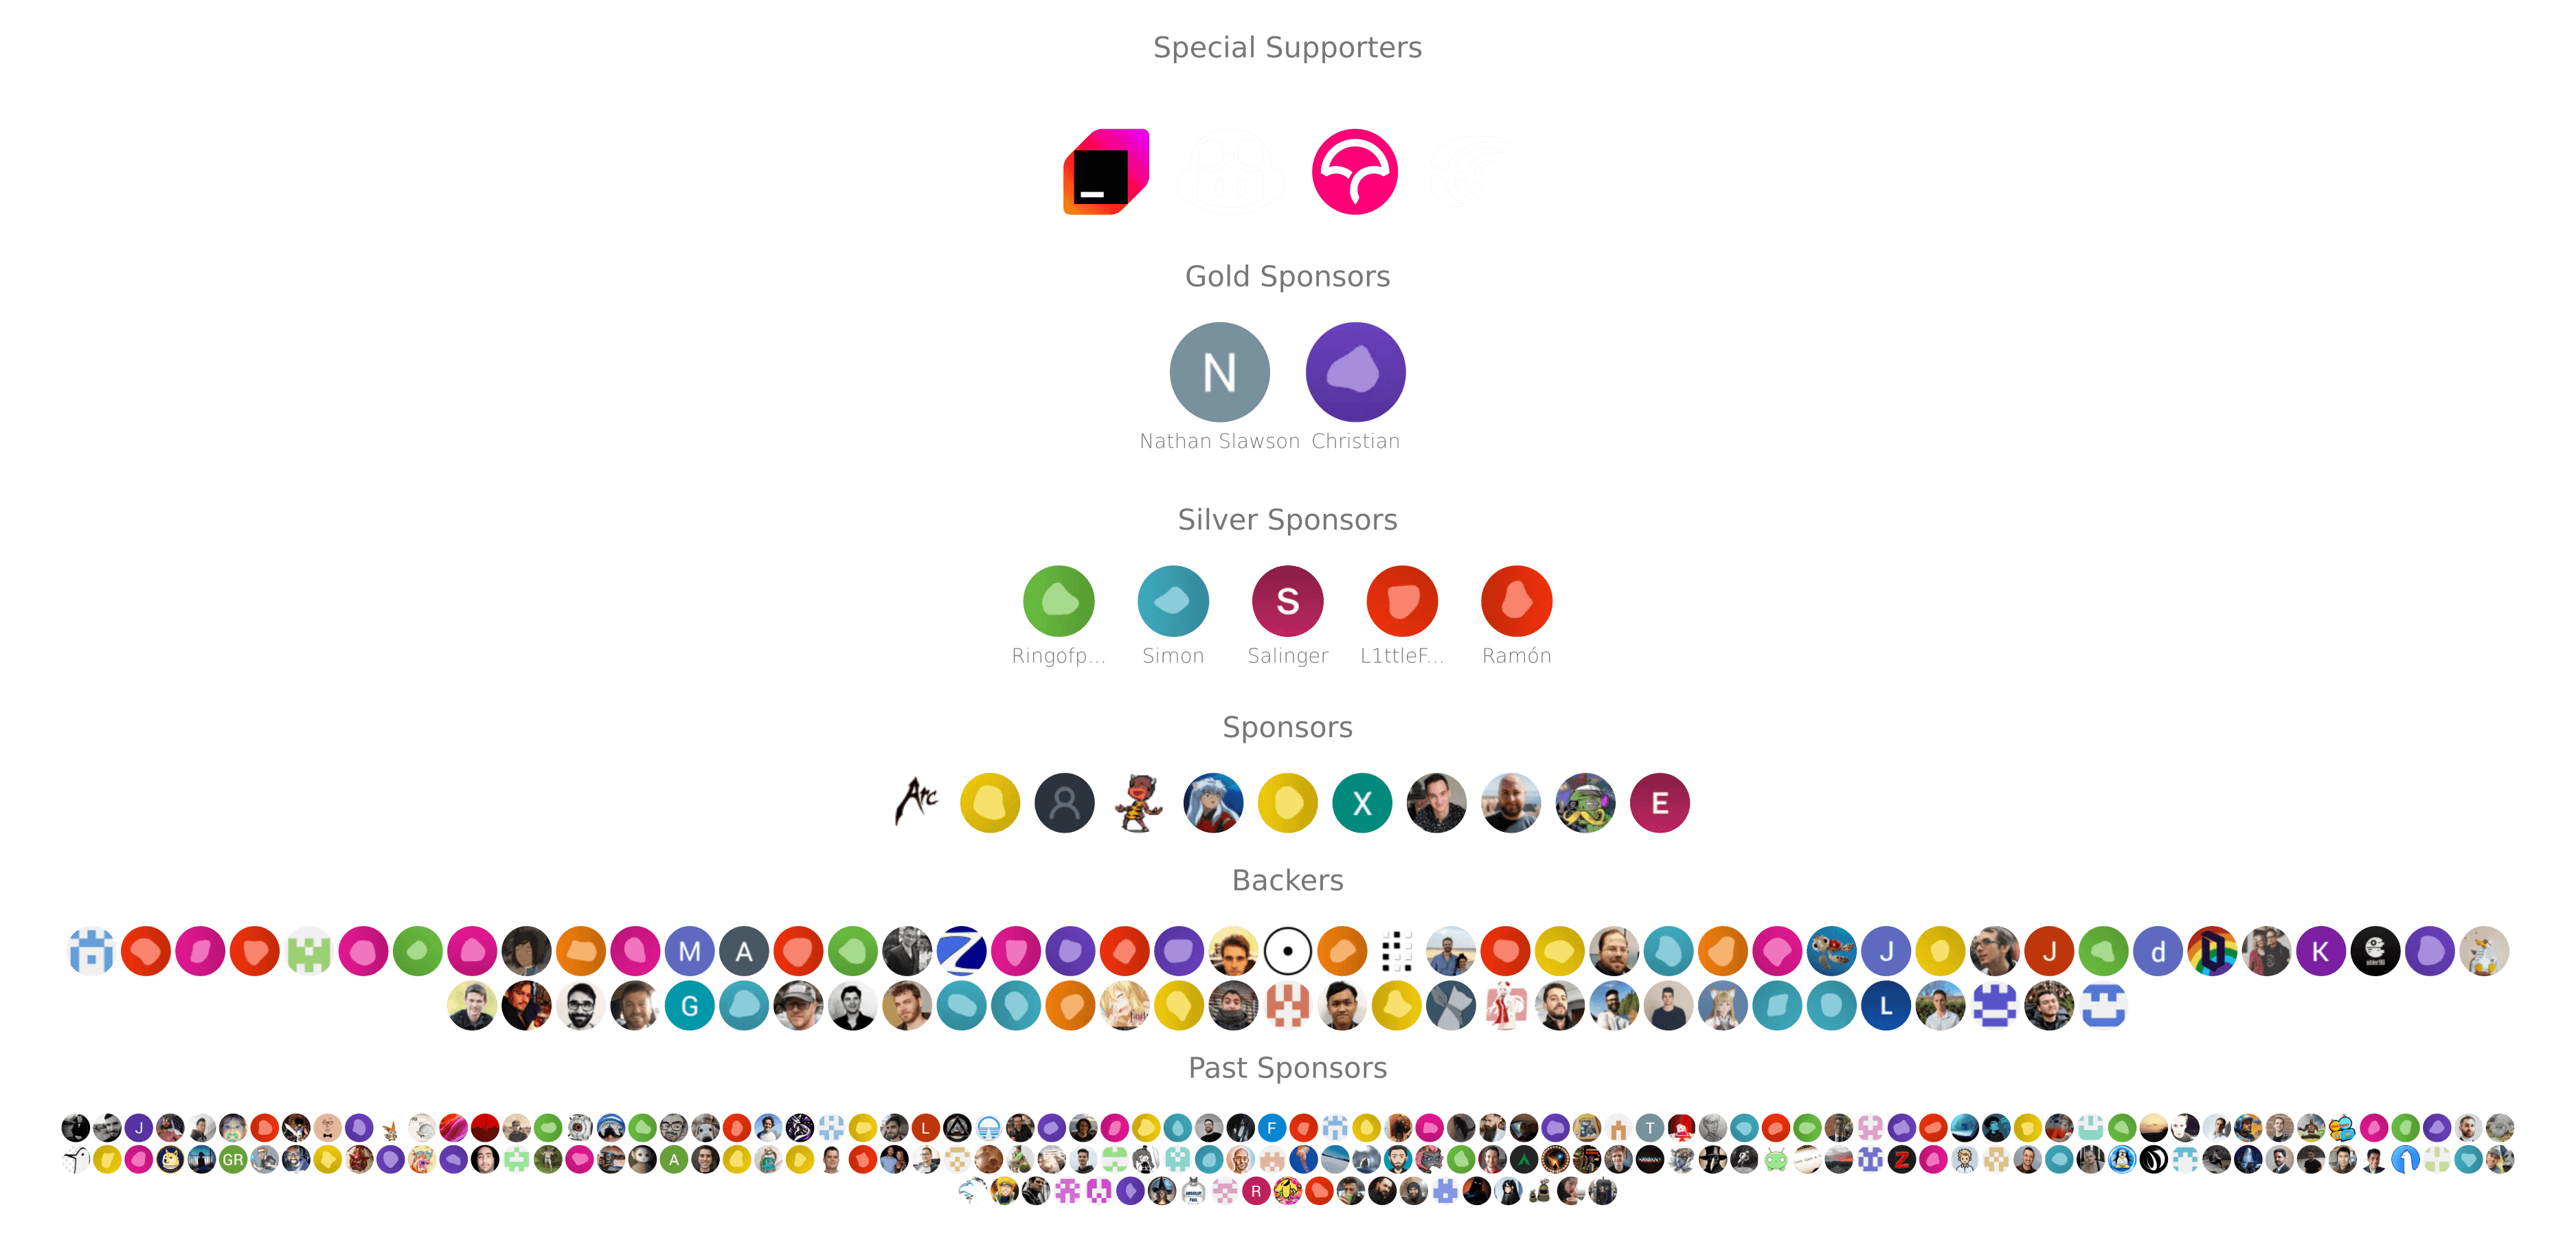 Special Supporters
Gold Sponsors
N
Nathan Slawson Christian
Silver Sponsors
S
Ringofp... Simon Salinger L1ttleF... Ramón
Sponsors
Arc X E
Backers
M A J J d K
G L
Past Sponsors
J L F T
GR A A Z
R